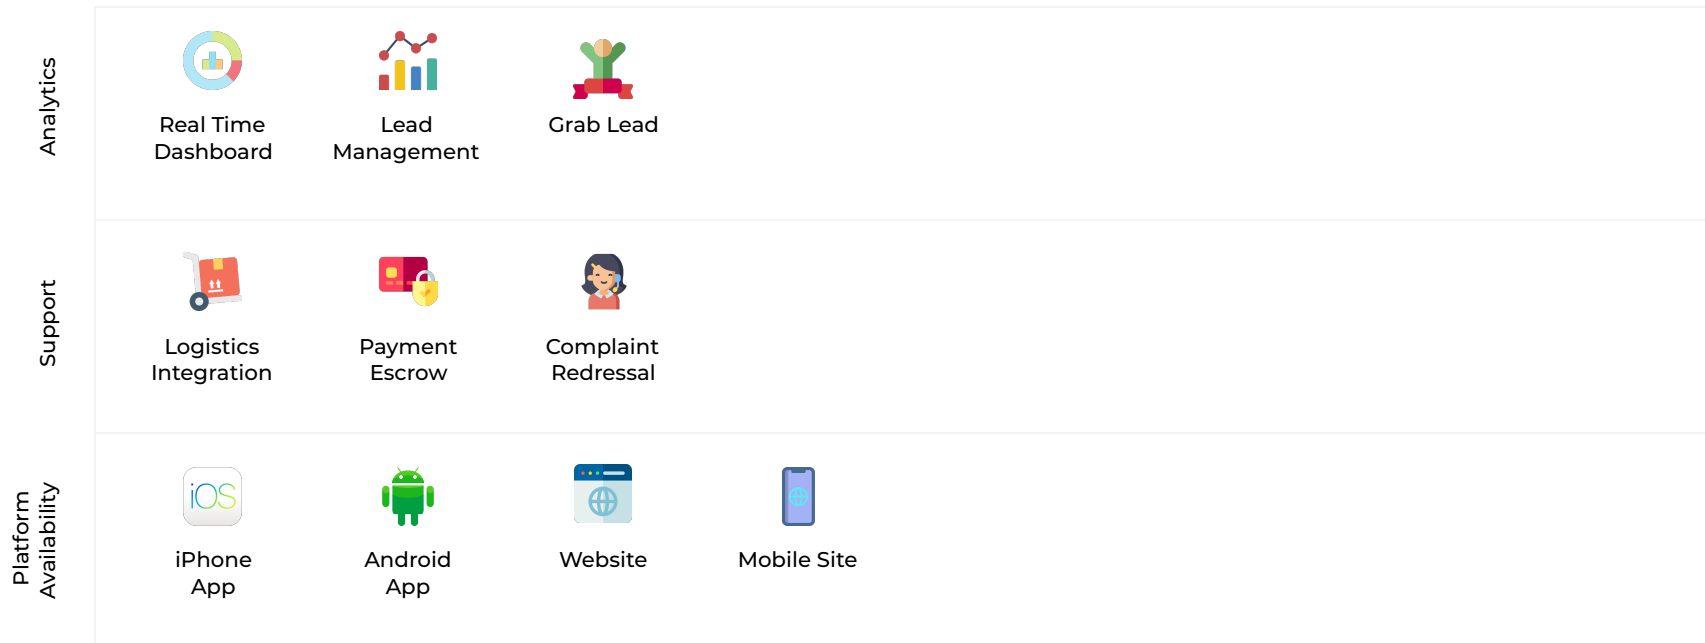 Analytics
Real Time
Dashboard
Lead
Management
Grab Lead
Support
Logistics
Integration
Payment
Escrow
Complaint
Redressal
Platform
Availability
iOS
iPhone
App
Android
App
Website
Mobile Site